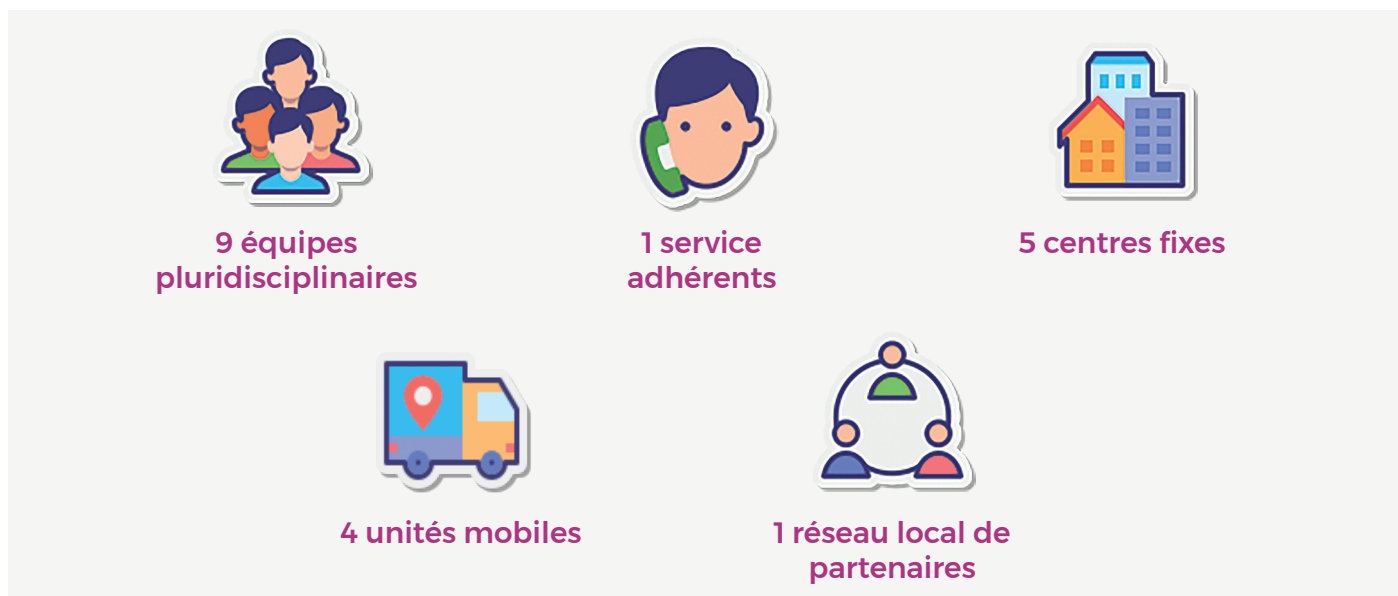 9 équipes
pluridisciplinaires
1 service
adhérents
5 centres fixes
4 unités mobiles
1 réseau local de
partenaires